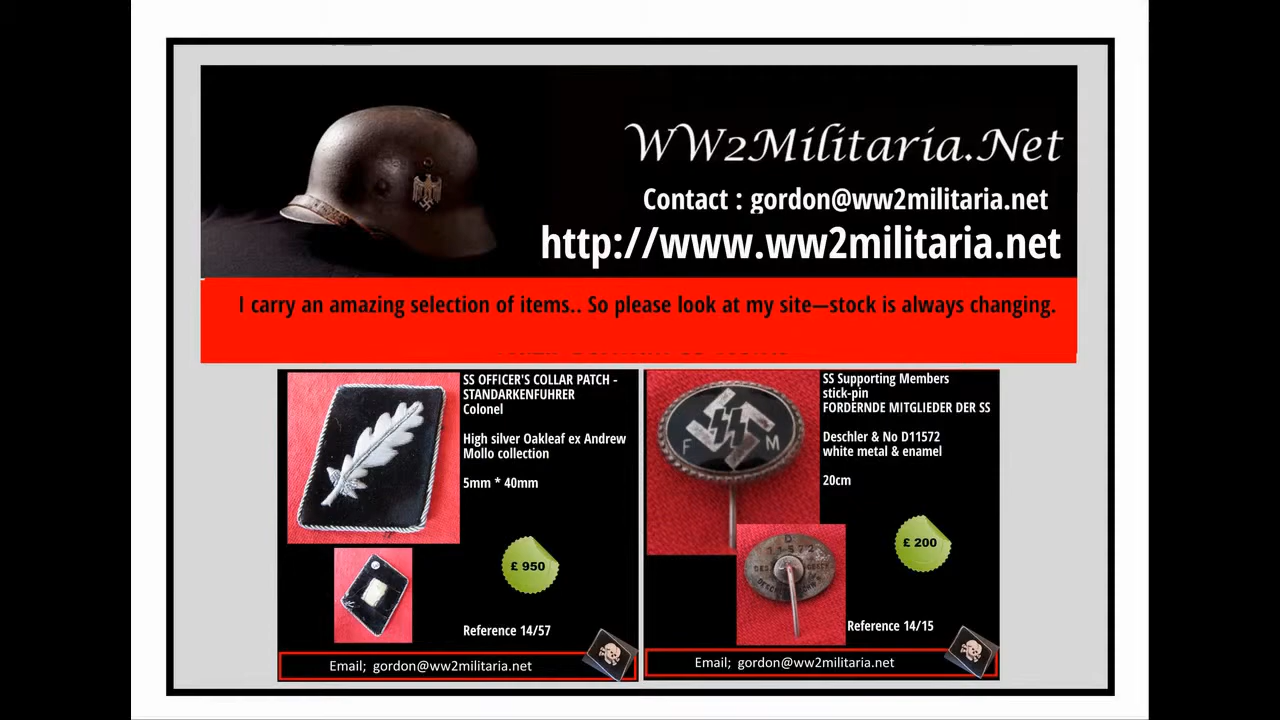 WW2Militaria.Net
Contact : gordon@ww2militaria.net
http://www.ww2militaria.net
I carry an amazing selection of items.. So please look at my site—stock is always changing.
SS OFFICER'S COLLAR PATCH -
STANDARKENFUHRER
Colonel
High silver Oakleaf ex Andrew
Mollo collection
5mm * 40mm
£ 950
Reference 14/57
Email; gordon@ww2militaria.net
SS Supporting Members
stick-pin
FORDERNDE MITGLIEDER DER SS
Deschler & No D11572
white metal & enamel
20cm
F M
£ 200
Reference 14/15
Email; gordon@ww2militaria.net